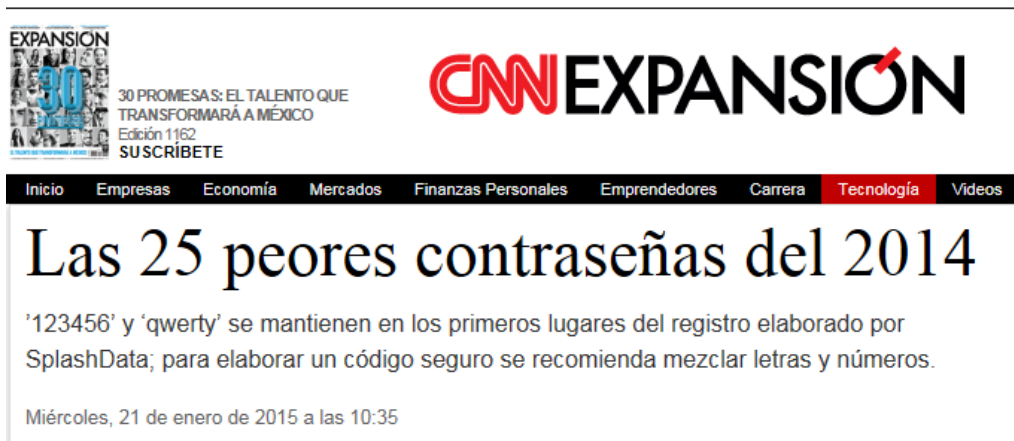 EXPANSIÓN
30
30 PROMESAS: EL TALENTO QUE
TRANSFORMARÁ A MÉXICO
Edición 1162
SUSCRÍBETE
CNNEXPANSIÓN
Inicio Empresas Economía Mercados Finanzas Personales Emprendedores Carrera Tecnología Videos
Las 25 peores contraseñas del 2014
’123456’ y ‘qwerty’ se mantienen en los primeros lugares del registro elaborado por
SplashData; para elaborar un código seguro se recomienda mezclar letras y números.
Miércoles, 21 de enero de 2015 a las 10:35